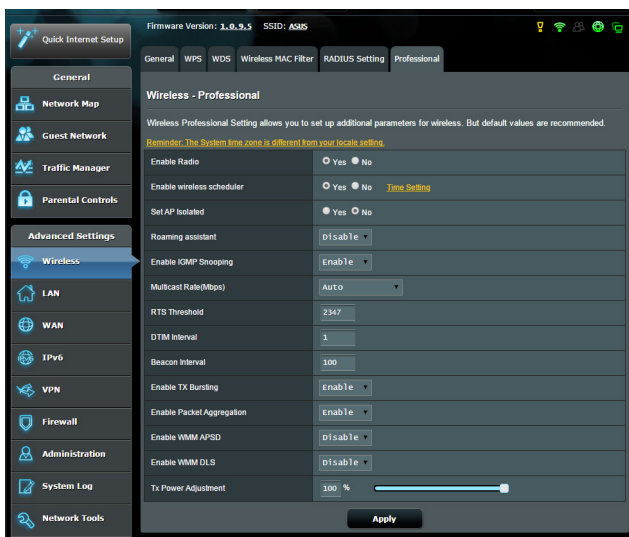 Quick Internet Setup
General
Network Map
Guest Network
Traffic Manager
Parental Controls
Advanced Settings
Wireless
LAN
WAN
IPv6
IPv6
VPN
Firewall
Administration
System Log
Network Tools
Firmware Version: 1.0.9.5 SSID: ASUS
General WPS WDS Wireless MAC Filter RADIUS Setting Professional
Wireless - Professional
Wireless Professional Setting allows you to set up additional parameters for wireless. But default values are recommended.
Reminder: The System time zone is different from your locale setting.
Enable Radio Yes No
Enable wireless scheduler Yes No Time Setting
Set AP Isolated Yes No
Roaming assistant Disable
Enable IGMP Snooping Enable
Multicast Rate(Mbps) Auto
RTS Threshold 2347
DTIM Interval 1
Beacon Interval 100
Enable TX Bursting Enable
Enable Packet Aggregation Enable
Enable WMM APSD Disable
Enable WMM DLS Disable
Tx Power Adjustment 100 %
Apply